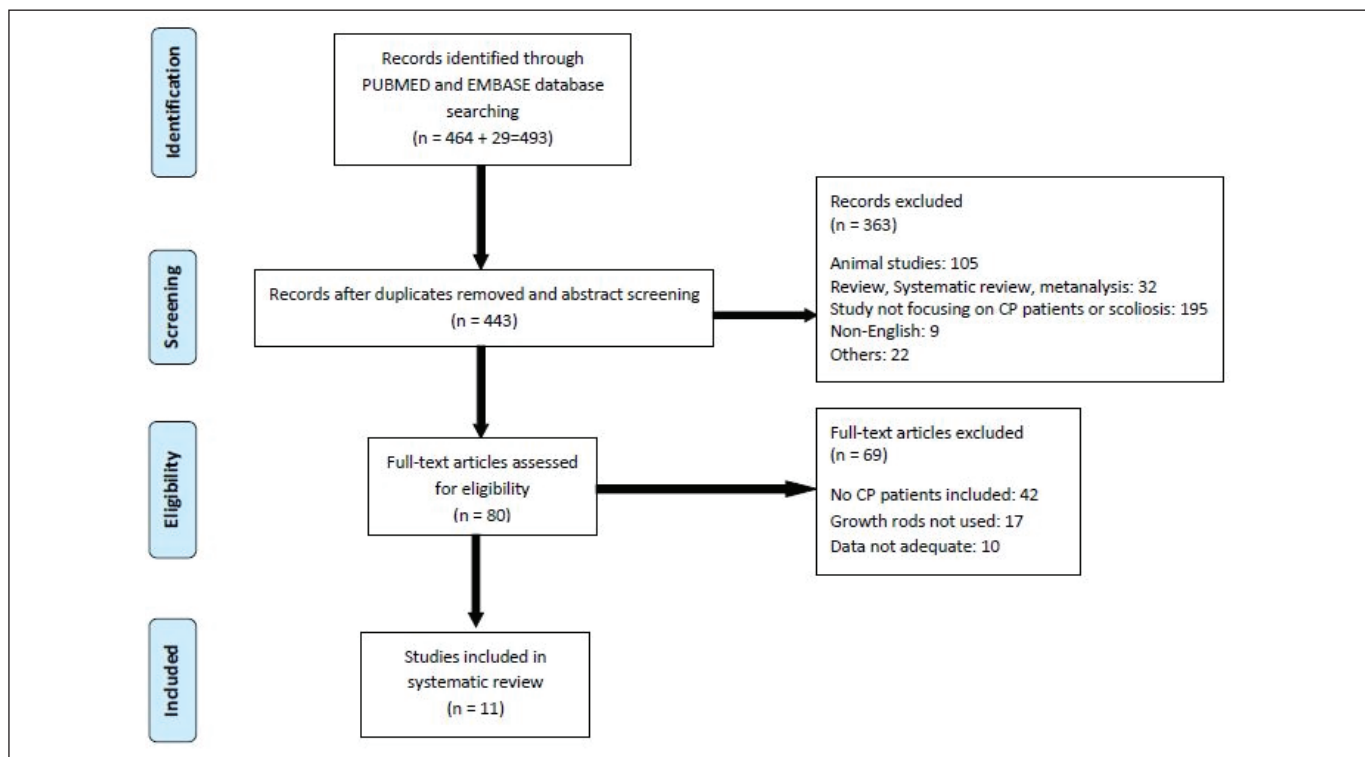 Identification
Records identified through
PUBMED and EMBASE database
searching
(n = 464 + 29=493)
Records excluded
(n = 363)
Animal studies: 105
Review, Systematic review, metanalysis: 32
Study not focusing on CP patients or scoliosis: 195
Non-English: 9
Others: 22
Screening
Records after duplicates removed and abstract screening
(n = 443)
Eligibility
Full-text articles assessed
for eligibility
(n = 80)
Full-text articles excluded
(n = 69)
No CP patients included: 42
Growth rods not used: 17
Data not adequate: 10
Included
Studies included in
systematic review
(n = 11)